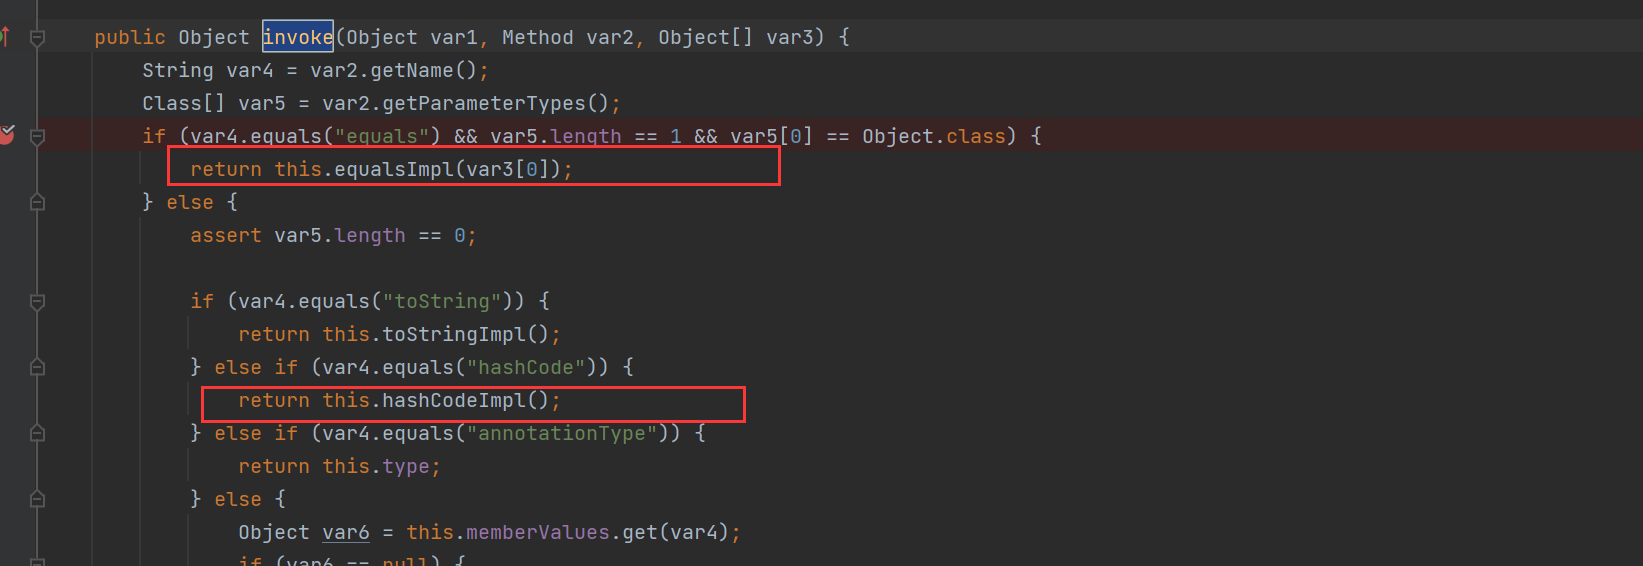 public Object invoke(Object var1, Method var2, Object[] var3) {
String var4 = var2.getName();
Class[] var5 = var2.getParameterTypes();
if (var4.equals("equals") && var5.length == 1 && var5[0] == Object.class) {
return this.equalsImpl(var3[0]);
} else {
assert var5.length == 0;
if (var4.equals("toString")) {
return this.toStringImpl();
} else if (var4.equals("hashCode")) {
return this.hashCodeImpl();
} else if (var4.equals("annotationType")) {
return this.type;
} else {
Object var6 = this.memberValues.get(var4);
if (var6 == null) {